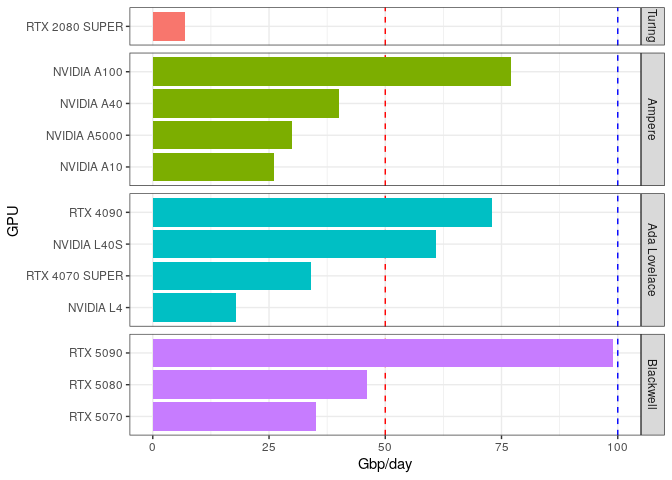 GPU
RTX 2080 SUPER
Turing
NVIDIA A100
NVIDIA A40
NVIDIA A5000
NVIDIA A10
Ampere
RTX 4090
NVIDIA L40S
RTX 4070 SUPER
NVIDIA L4
Ada Lovelace
RTX 5090
RTX 5080
RTX 5070
Blackwell
0 25 50 75 100
Gbp/day